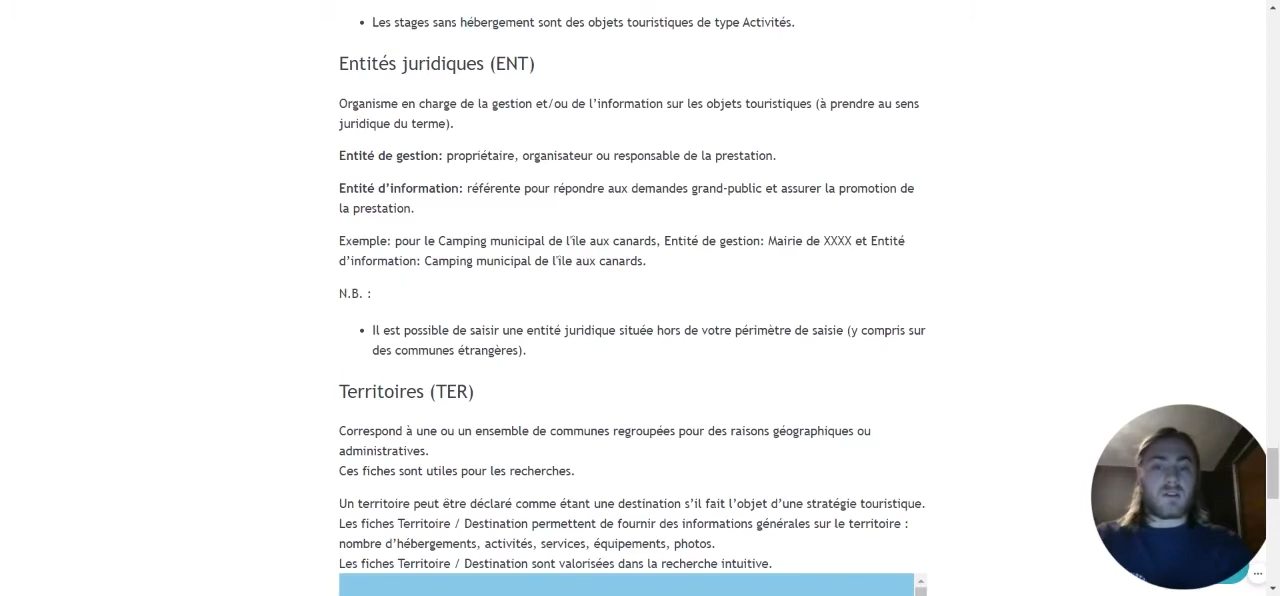 • Les stages sans hébergement sont des objets touristiques de type Activités.
Entités juridiques (ENT)
Organisme en charge de la gestion et/ou de l’information sur les objets touristiques (à prendre au sens
juridique du terme).
Entité de gestion: propriétaire, organisateur ou responsable de la prestation.
Entité d’information: référente pour répondre aux demandes grand-public et assurer la promotion de
la prestation.
Exemple: pour le Camping municipal de l'île aux canards, Entité de gestion: Mairie de XXXX et Entité
d’information: Camping municipal de l'île aux canards.
N.B. :
• Il est possible de saisir une entité juridique située hors de votre périmètre de saisie (y compris sur
des communes étrangères).
Territoires (TER)
Correspond à une ou un ensemble de communes regroupées pour des raisons géographiques ou
administratives.
Ces fiches sont utiles pour les recherches.
Un territoire peut être déclaré comme étant une destination s’il fait l’objet d’une stratégie touristique.
Les fiches Territoire / Destination permettent de fournir des informations générales sur le territoire :
nombre d’hébergements, activités, services, équipements, photos.
Les fiches Territoire / Destination sont valorisées dans la recherche intuitive.